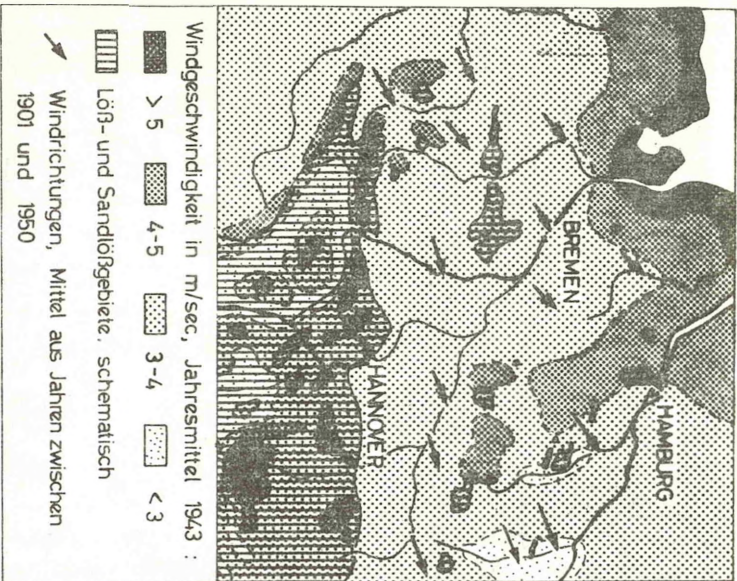 HAMBURG
BREMEN
HANNOVER
Windgeschwindigkeit in m/sec, Jahresmittel 1943 :
> 5 4-5 3-4 < 3
Löß- und Sandlößgebiete, schematisch
Windrichtungen, Mittel aus Jahren zwischen
1901 und 1950